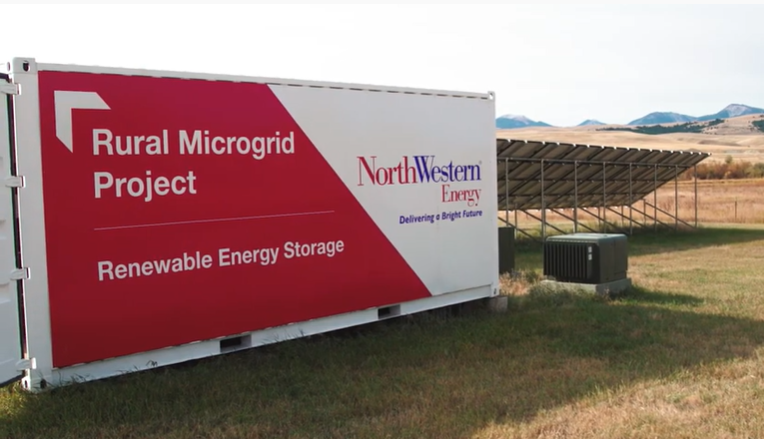 Rural Microgrid
Project
Renewable Energy Storage
NorthWestern
Energy
Delivering a Bright Future